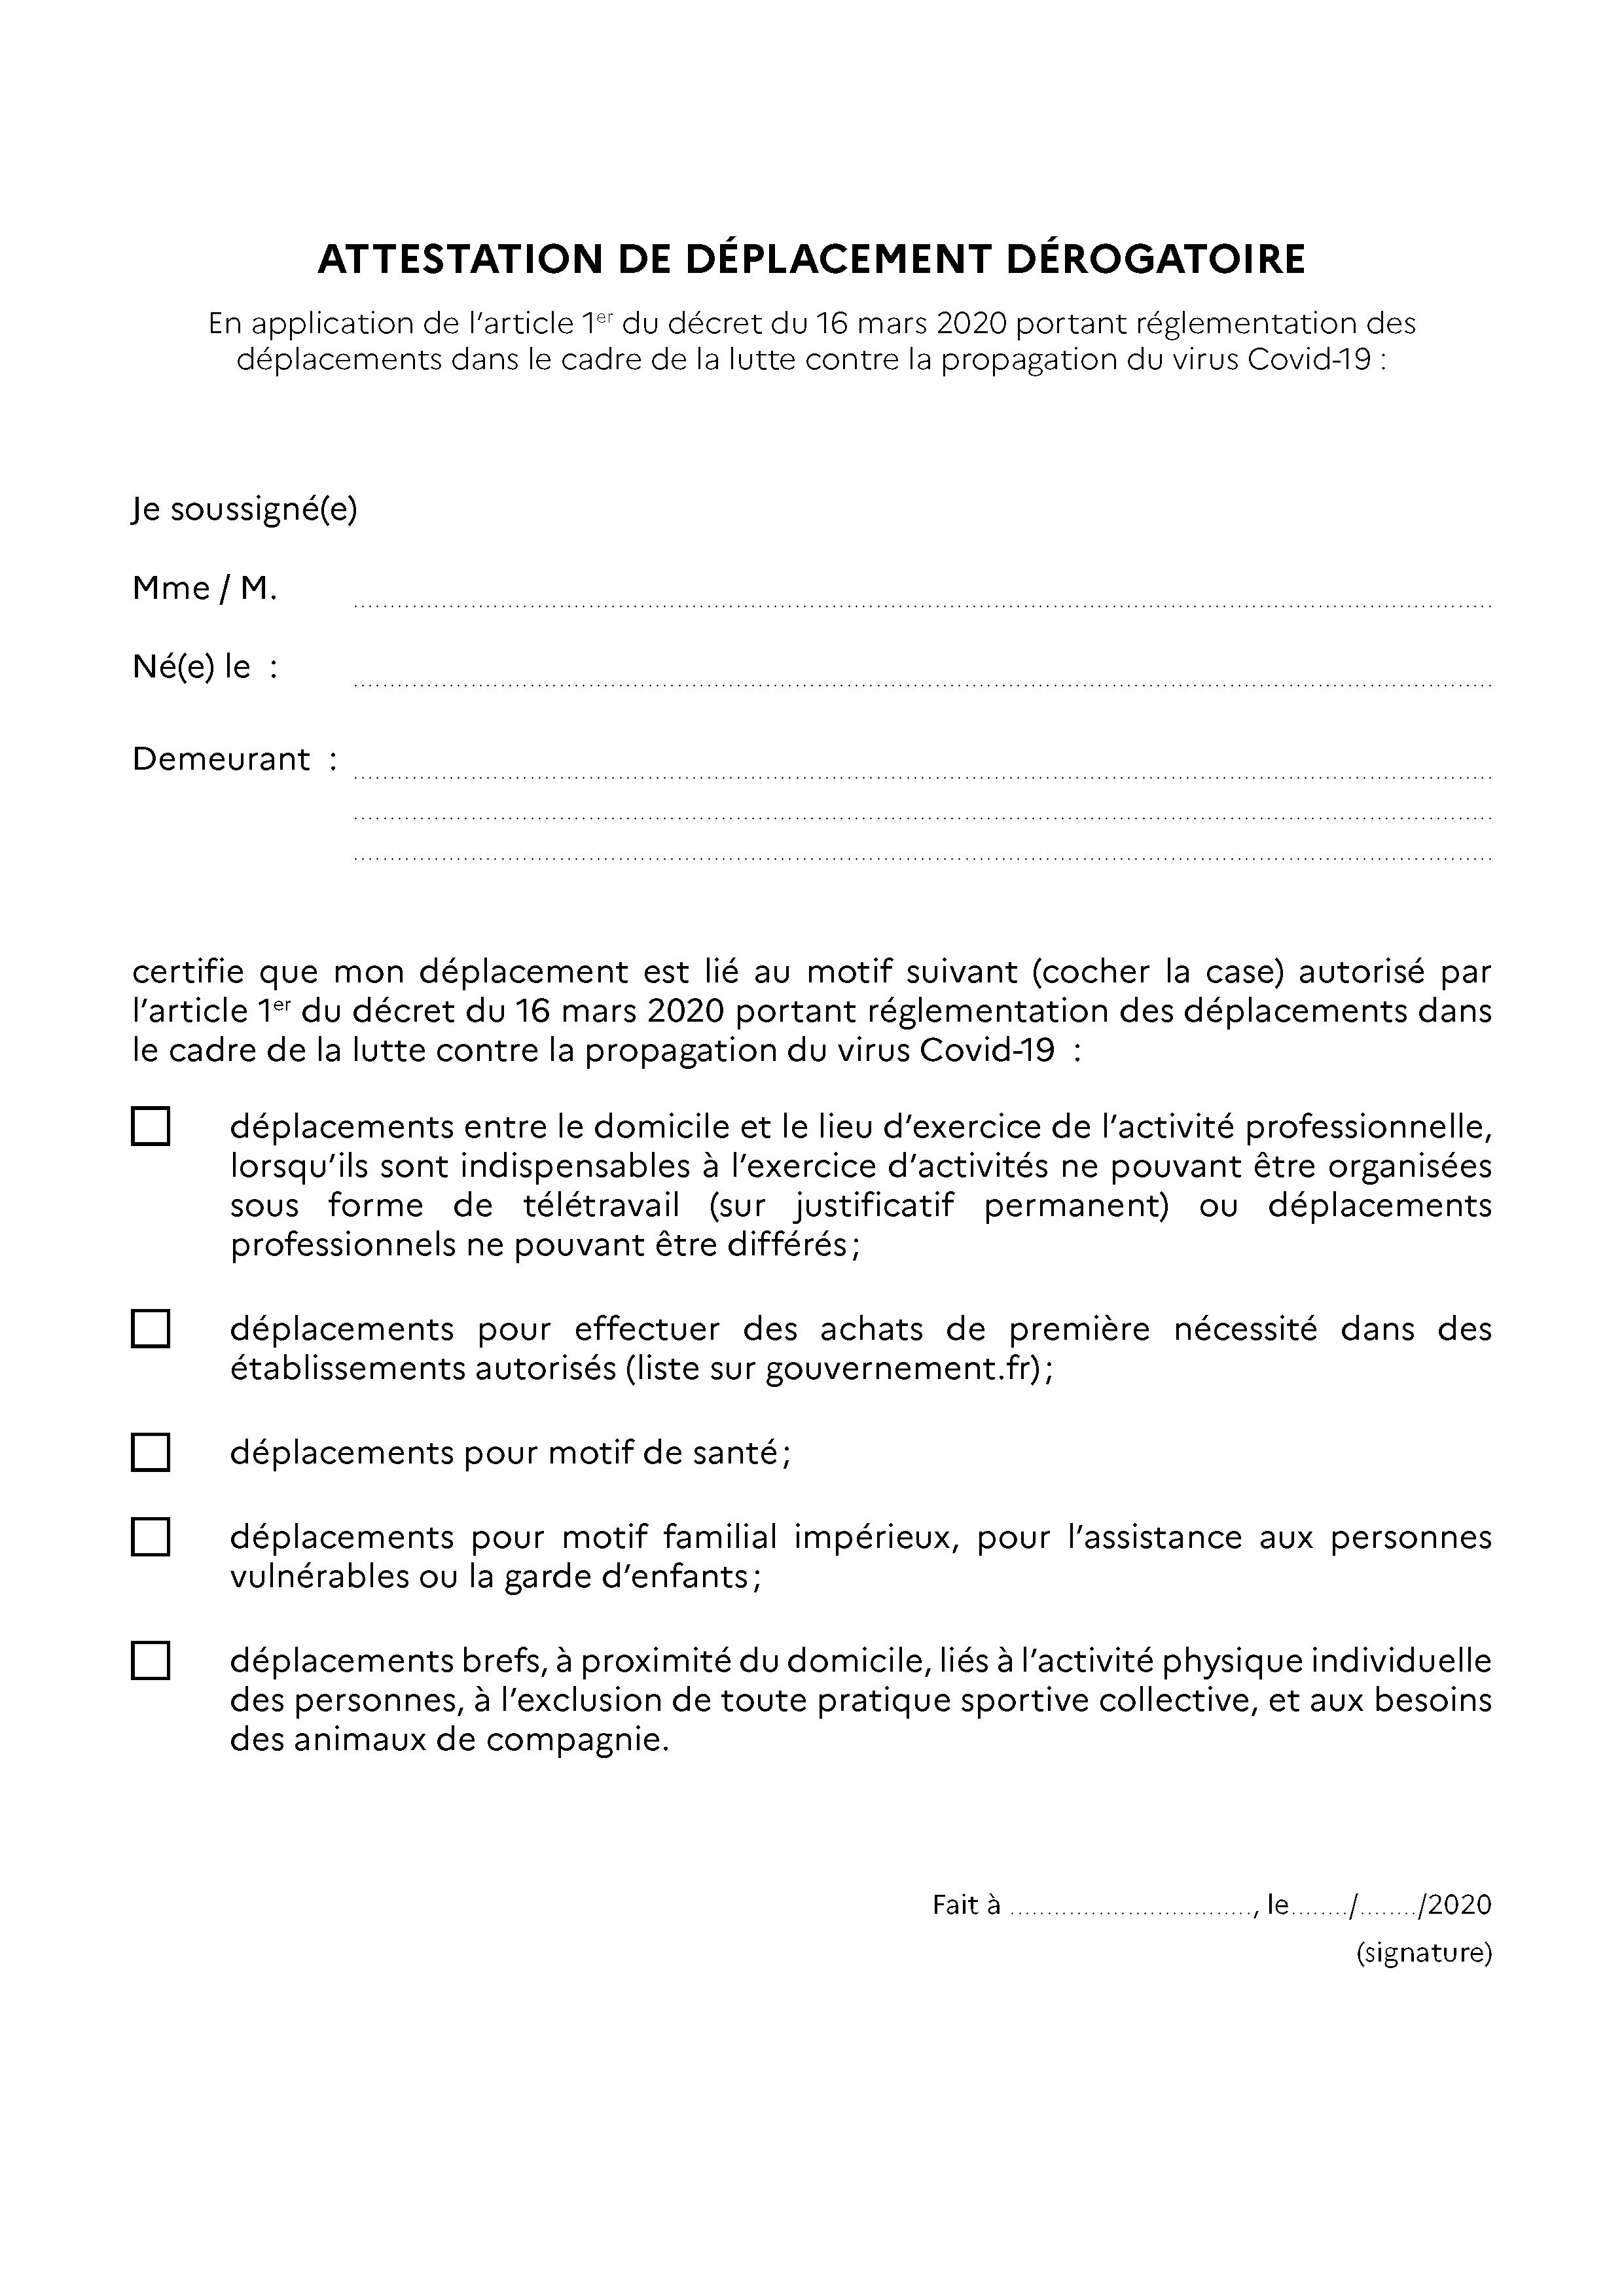 ATTESTATION DE DÉPLACEMENT DÉROGATOIRE
En application de l’article 1er du décret du 16 mars 2020 portant réglementation des
déplacements dans le cadre de la lutte contre la propagation du virus Covid-19 :
Je soussigné(e)
Mme / M.
Né(e) le :
Demeurant :
certifie que mon déplacement est lié au motif suivant (cocher la case) autorisé par
l’article 1er du décret du 16 mars 2020 portant réglementation des déplacements dans
le cadre de la lutte contre la propagation du virus Covid-19 :
déplacements entre le domicile et le lieu d’exercice de l’activité professionnelle,
lorsqu’ils sont indispensables à l’exercice d’activités ne pouvant être organisées
sous forme de télétravail (sur justificatif permanent) ou déplacements
professionnels ne pouvant être différés ;
déplacements pour effectuer des achats de première nécessité dans des
établissements autorisés (liste sur gouvernement.fr) ;
déplacements pour motif de santé ;
déplacements pour motif familial impérieux, pour l’assistance aux personnes
vulnérables ou la garde d’enfants ;
déplacements brefs, à proximité du domicile, liés à l’activité physique individuelle
des personnes, à l’exclusion de toute pratique sportive collective, et aux besoins
des animaux de compagnie.
Fait à ................................., le......../......../2020
(signature)